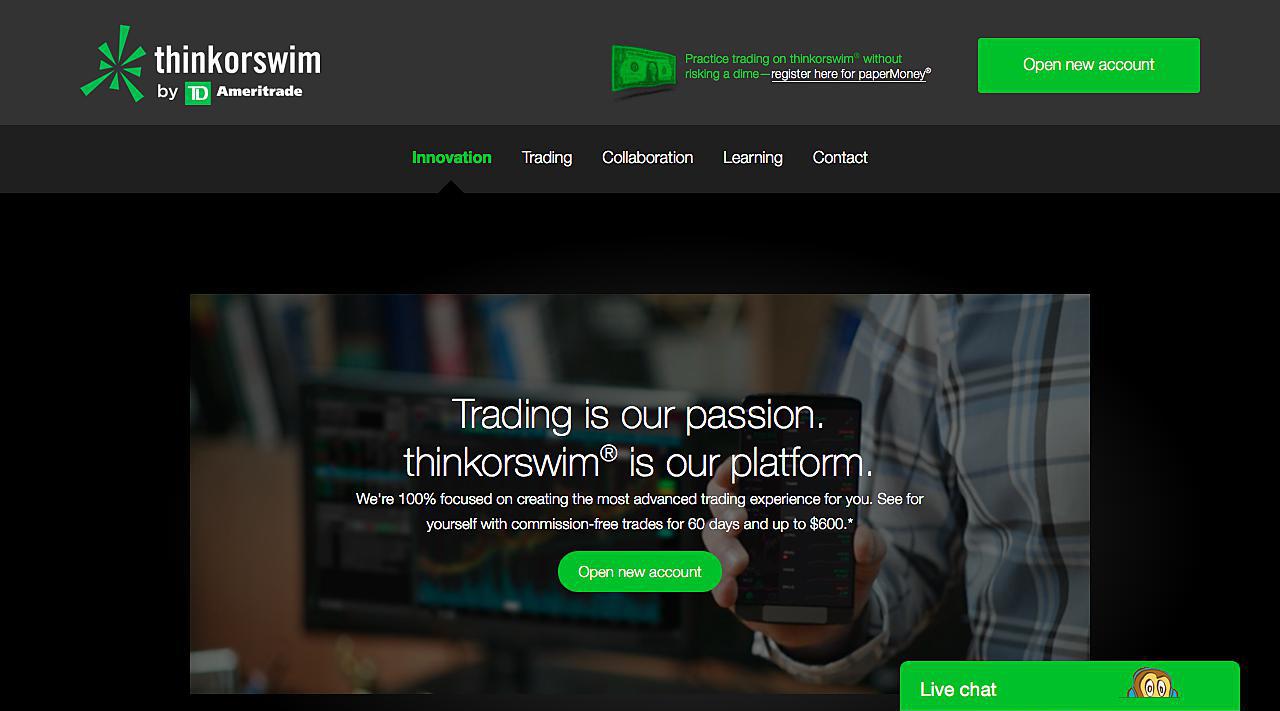 thinkorswim
by TD Ameritrade
Practice trading on thinkorswim® without
risking a dime—register here for paperMoney®
Open new account
Innovation
Trading
Collaboration
Learning
Contact
Trading is our passion.
thinkorswim® is our platform.
We're 100% focused on creating the most advanced trading experience for you. See for
yourself with commission-free trades for 60 days and up to $600.*
Open new account
Live chat